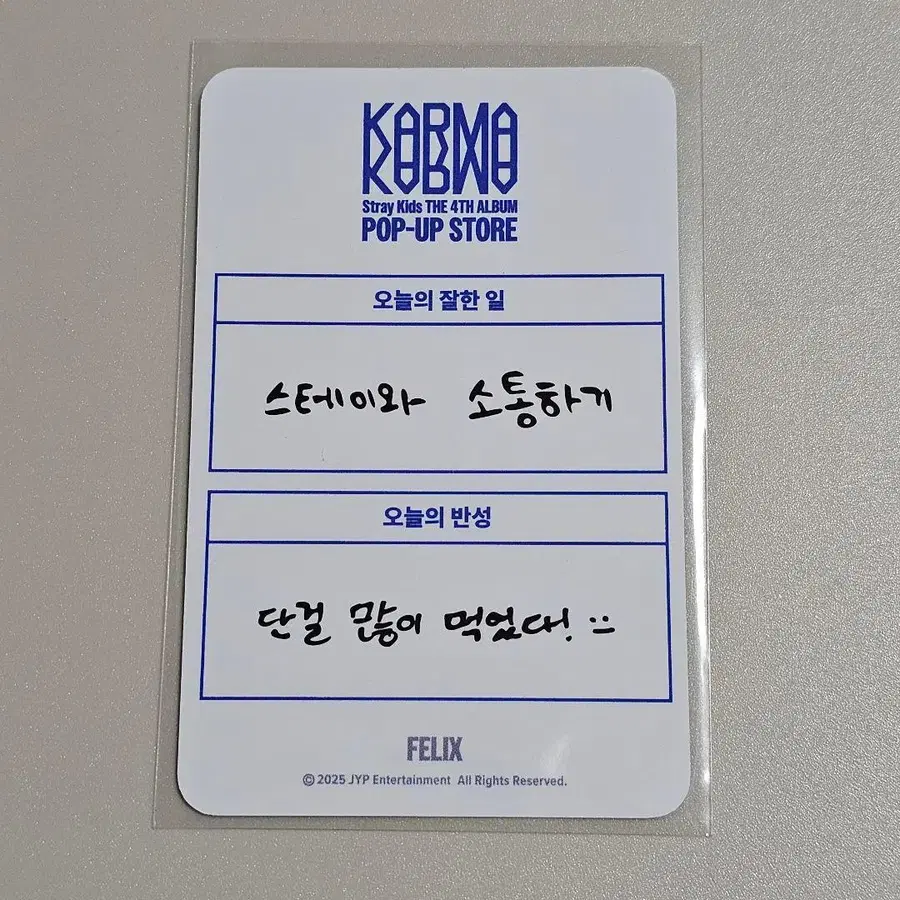 KARMA
Stray Kids THE 4TH ALBUM
POP-UP STORE
오늘의 잘한 일
스테이와 소통하기
오늘의 반성
단걸 많이 먹었다! :-:
FELIX
© 2025 JYP Entertainment All Rights Reserved.